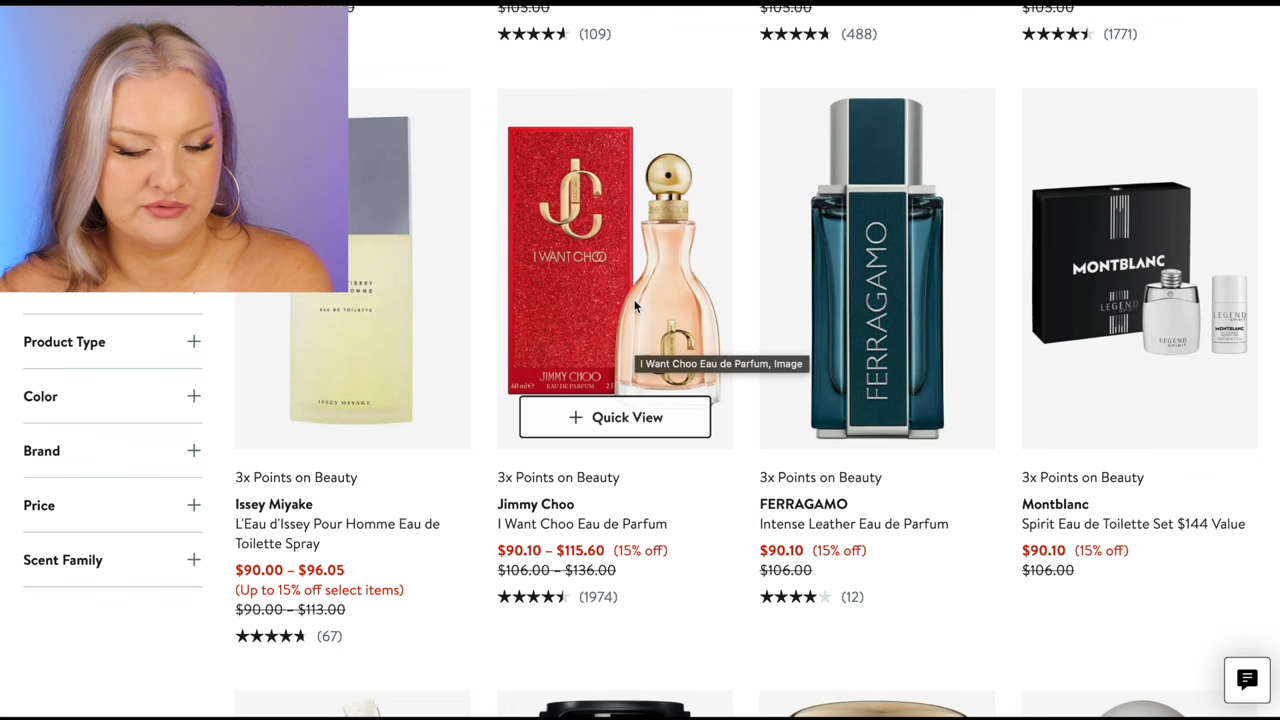 $105.00
$105.00
$105.00
(109)
(488)
(1771)
Product Type
Color
Brand
Price
Scent Family
EAU DE TOILETTE
ISSEY MIYAKE
JC
I WANT CHOO
JIMMY CHOO
EAU DE PARFUM
60 ml ℮
I Want Choo Eau de Parfum, Image
Quick View
FERRAGAMO
MONTBLANC
LEGEND
SPIRIT
LEGEND
SPIRIT
LEGEND
SPIRIT
MONTBLANC
3x Points on Beauty
Issey Miyake
L'Eau d'Issey Pour Homme Eau de
Toilette Spray
$90.00 – $96.05
(Up to 15% off select items)
$90.00 – $113.00
(67)
3x Points on Beauty
Jimmy Choo
I Want Choo Eau de Parfum
$90.10 – $115.60 (15% off)
$106.00 – $136.00
(1974)
3x Points on Beauty
FERRAGAMO
Intense Leather Eau de Parfum
$90.10 (15% off)
$106.00
(12)
3x Points on Beauty
Montblanc
Spirit Eau de Toilette Set $144 Value
$90.10 (15% off)
$106.00